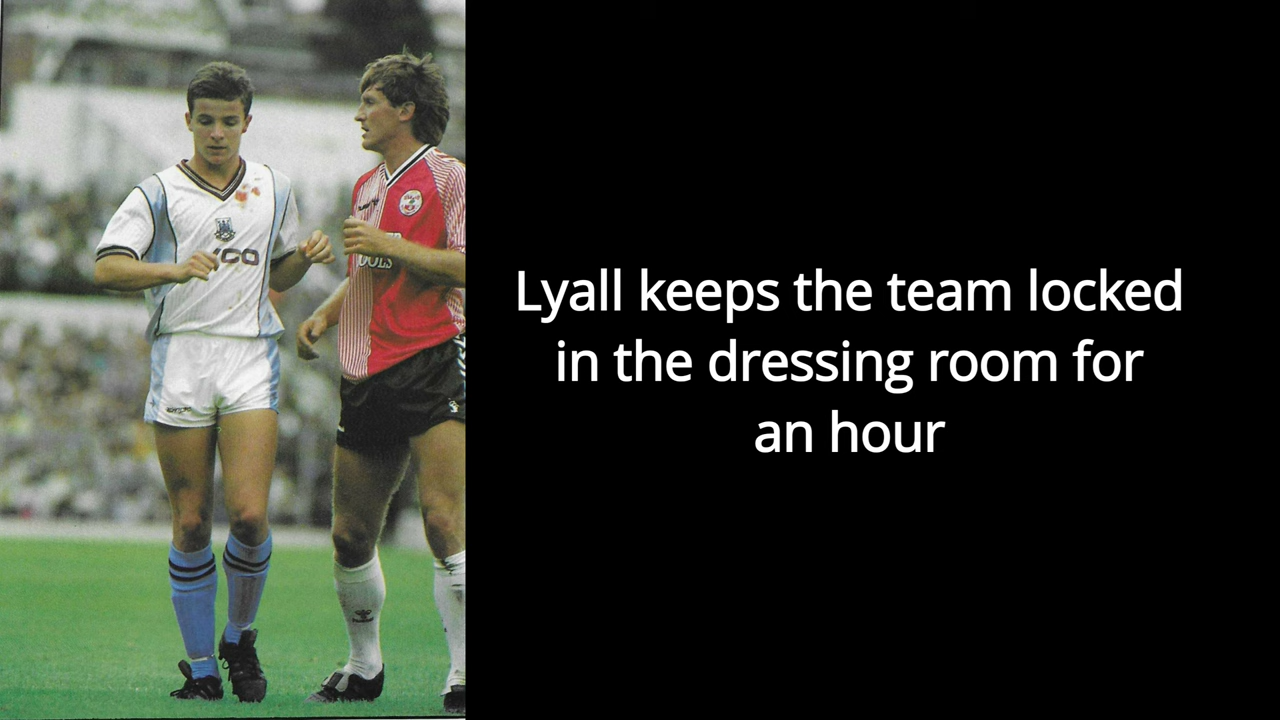 Lyall keeps the team locked
in the dressing room for
an hour